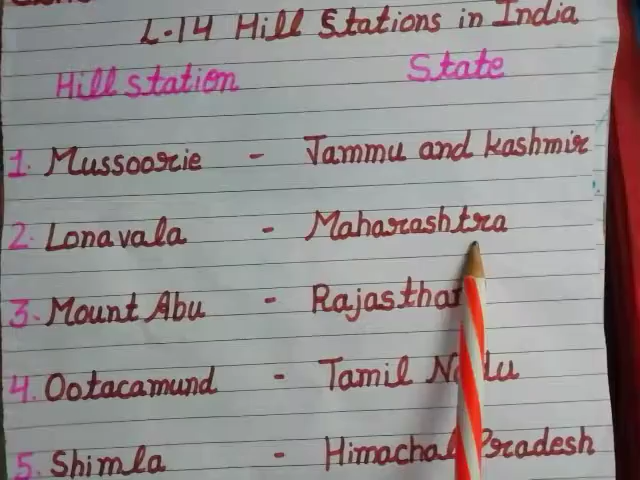 L-14 Hill Stations in India
Hill station State
1. Mussoorie - Jammu and Kashmir
2. Lonavala - Maharashtra
3. Mount Abu - Rajasthan
4. Ootacamund - Tamil Nadu
5. Shimla - Himachal Pradesh